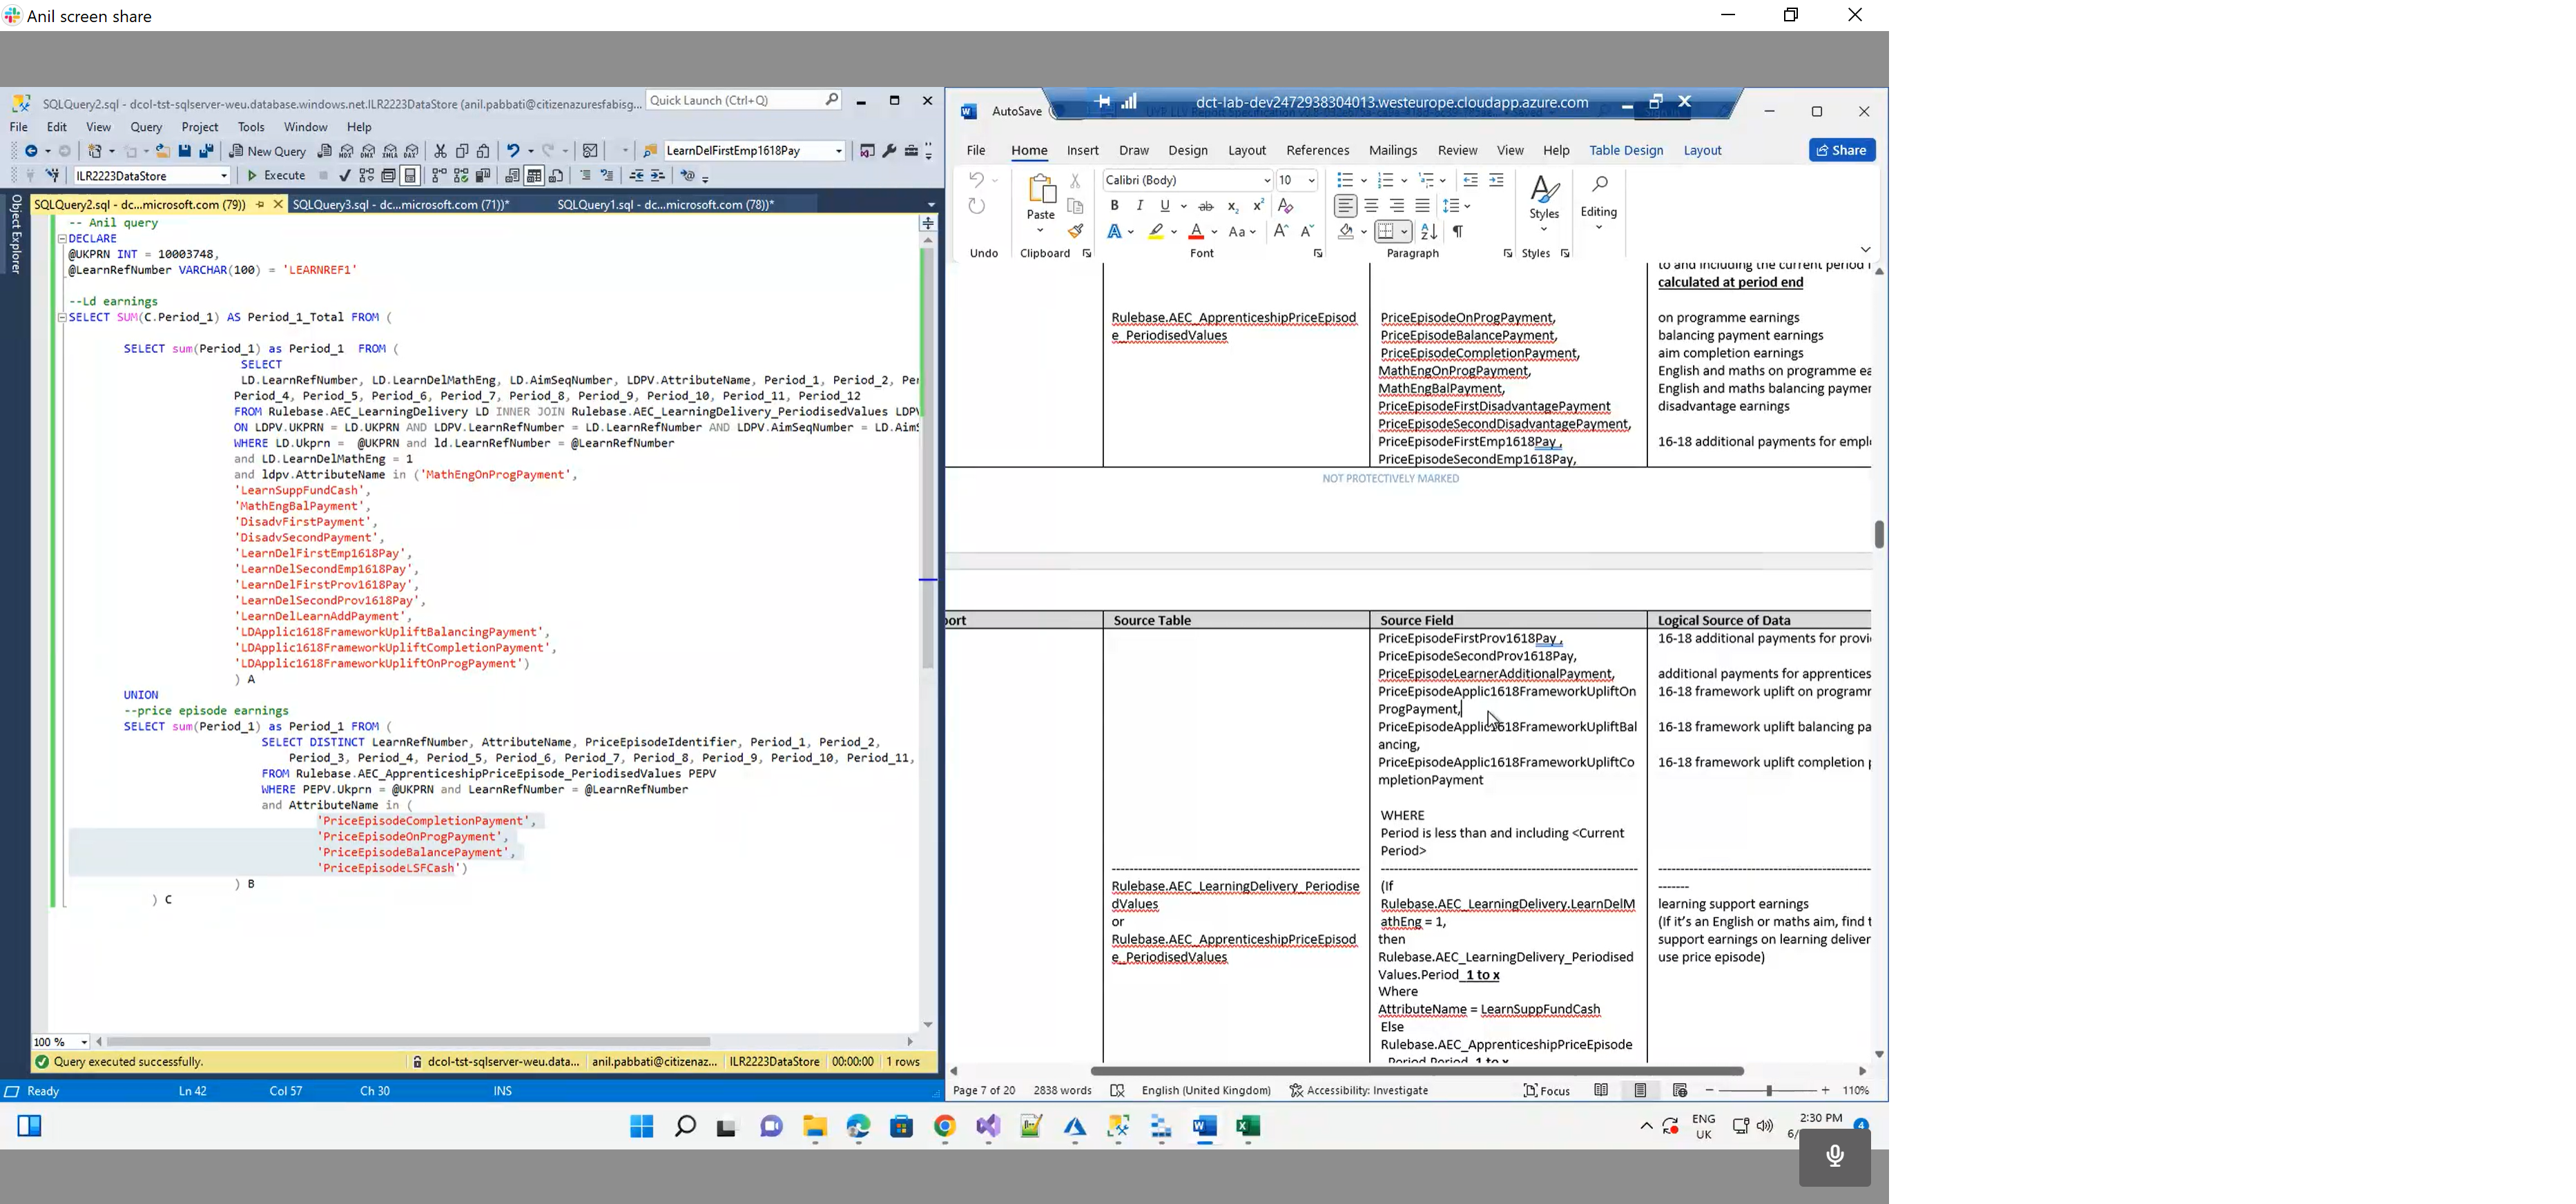 Anil screen share
SQLQuery2.sql - dcol-tst-sqlserver-weu.database.windows.net.ILR2223DataStore (anil.pabbati@citizenazuresfabisg...
Quick Launch (Ctrl+Q)
File Edit View Query Project Tools Window Help
New Query
LearnDelFirstEmp1618Pay
ILR2223DataStore
Execute
Object Explorer
SQLQuery2.sql - dc...microsoft.com (79))
SQLQuery3.sql - dc...microsoft.com (71))*
SQLQuery1.sql - dc...microsoft.com (78))*
-- Anil query
DECLARE
@UKPRN INT = 10003748,
@LearnRefNumber VARCHAR(100) = 'LEARNREF1'
--Ld earnings
SELECT SUM(C.Period_1) AS Period_1_Total FROM (
SELECT sum(Period_1) as Period_1 FROM (
SELECT
LD.LearnRefNumber, LD.LearnDelMathEng, LD.AimSeqNumber, LDPV.AttributeName, Period_1, Period_2, Per
Period_4, Period_5, Period_6, Period_7, Period_8, Period_9, Period_10, Period_11, Period_12
FROM Rulebase.AEC_LearningDelivery LD INNER JOIN Rulebase.AEC_LearningDelivery_PeriodisedValues LDPV
ON LDPV.UKPRN = LD.UKPRN AND LDPV.LearnRefNumber = LD.LearnRefNumber AND LDPV.AimSeqNumber = LD.AimS
WHERE LD.Ukprn = @UKPRN and ld.LearnRefNumber = @LearnRefNumber
and LD.LearnDelMathEng = 1
and ldpv.AttributeName in ('MathEngOnProgPayment',
'LearnSuppFundCash',
'MathEngBalPayment',
'DisadvFirstPayment',
'DisadvSecondPayment',
'LearnDelFirstEmp1618Pay',
'LearnDelSecondEmp1618Pay',
'LearnDelFirstProv1618Pay',
'LearnDelSecondProv1618Pay',
'LearnDelLearnAddPayment',
'LDApplic1618FrameworkUpliftBalancingPayment',
'LDApplic1618FrameworkUpliftCompletionPayment',
'LDApplic1618FrameworkUpliftOnProgPayment')
) A
UNION
--price episode earnings
SELECT sum(Period_1) as Period_1 FROM (
SELECT DISTINCT LearnRefNumber, AttributeName, PriceEpisodeIdentifier, Period_1, Period_2,
Period_3, Period_4, Period_5, Period_6, Period_7, Period_8, Period_9, Period_10, Period_11,
FROM Rulebase.AEC_ApprenticeshipPriceEpisode_PeriodisedValues PEPV
WHERE PEPV.Ukprn = @UKPRN and LearnRefNumber = @LearnRefNumber
and AttributeName in (
'PriceEpisodeCompletionPayment',
'PriceEpisodeOnProgPayment',
'PriceEpisodeBalancePayment',
'PriceEpisodeLSFCash')
) B
) C
100 %
Query executed successfully.
dcol-tst-sqlserver-weu.data...
anil.pabbati@citizenaz...
ILR2223DataStore
00:00:00
1 rows
Ready
Ln 42
Col 57
Ch 30
INS
AutoSave
dct-lab-dev2472938304013.westeurope.cloudapp.azure.com
File Home Insert Draw Design Layout References Mailings Review View Help Table Design Layout
Share
Calibri (Body)
10
Paste
Styles
Editing
Undo
Clipboard
Font
Paragraph
Styles
to and including the current period
calculated at period end
Rulebase.AEC_ApprenticeshipPriceEpisod
e_PeriodisedValues
PriceEpisodeOnProgPayment,
PriceEpisodeBalancePayment,
PriceEpisodeCompletionPayment,
MathEngOnProgPayment,
MathEngBalPayment,
PriceEpisodeFirstDisadvantagePayment
PriceEpisodeSecondDisadvantagePayment,
PriceEpisodeFirstEmp1618Pay ,
PriceEpisodeSecondEmp1618Pay,
on programme earnings
balancing payment earnings
aim completion earnings
English and maths on programme ea
English and maths balancing paymer
disadvantage earnings
16-18 additional payments for emplo
NOT PROTECTIVELY MARKED
port
Source Table
Source Field
Logical Source of Data
PriceEpisodeFirstProv1618Pay ,
PriceEpisodeSecondProv1618Pay,
PriceEpisodeLearnerAdditionalPayment,
PriceEpisodeApplic1618FrameworkUpliftOn
ProgPayment,
PriceEpisodeApplic1618FrameworkUpliftBal
ancing,
PriceEpisodeApplic1618FrameworkUpliftCo
mpletionPayment
WHERE
Period is less than and including <Current
Period>
16-18 additional payments for provi
additional payments for apprentices
16-18 framework uplift on programm
16-18 framework uplift balancing pa
16-18 framework uplift completion p
Rulebase.AEC_LearningDelivery_Periodise
dValues
or
Rulebase.AEC_ApprenticeshipPriceEpisod
e_PeriodisedValues
(If
Rulebase.AEC_LearningDelivery.LearnDelM
athEng = 1,
then
Rulebase.AEC_LearningDelivery_Periodised
Values.Period_1 to x
Where
AttributeName = LearnSuppFundCash
Else
Rulebase.AEC_ApprenticeshipPriceEpisode
_Period.Period_1 to x
learning support earnings
(If it's an English or maths aim, find t
support earnings on learning deliver
use price episode)
Page 7 of 20
2838 words
English (United Kingdom)
Accessibility: Investigate
Focus
110%
ENG
UK
2:30 PM
6/
4